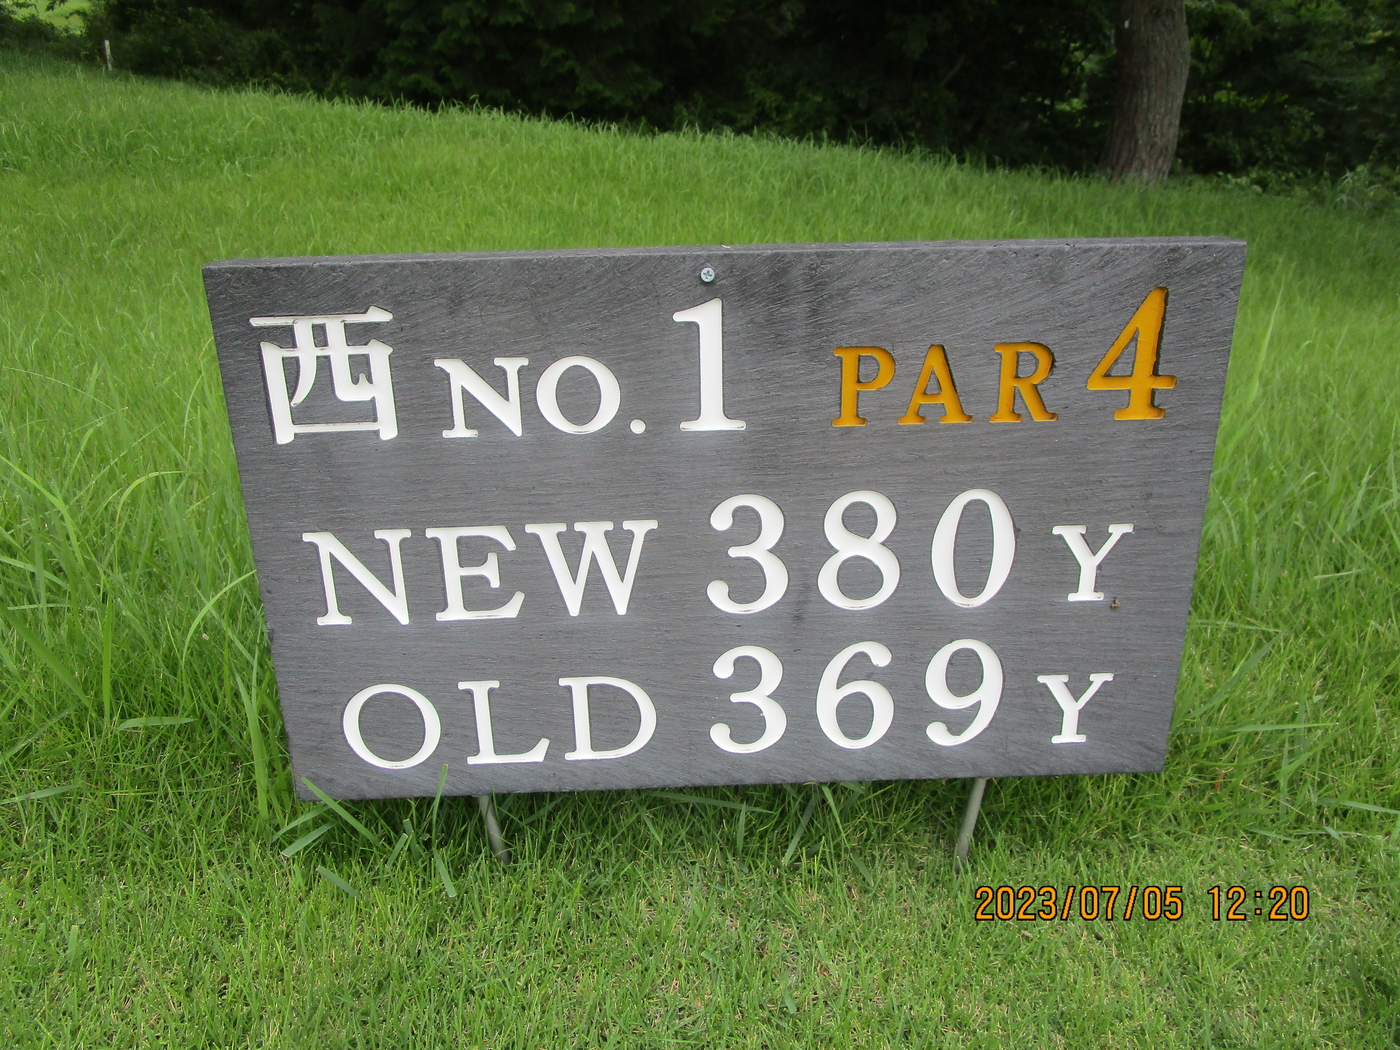 西 NO. 1 PAR 4
NEW 380 Y
OLD 369 Y
2023/07/05 12:20